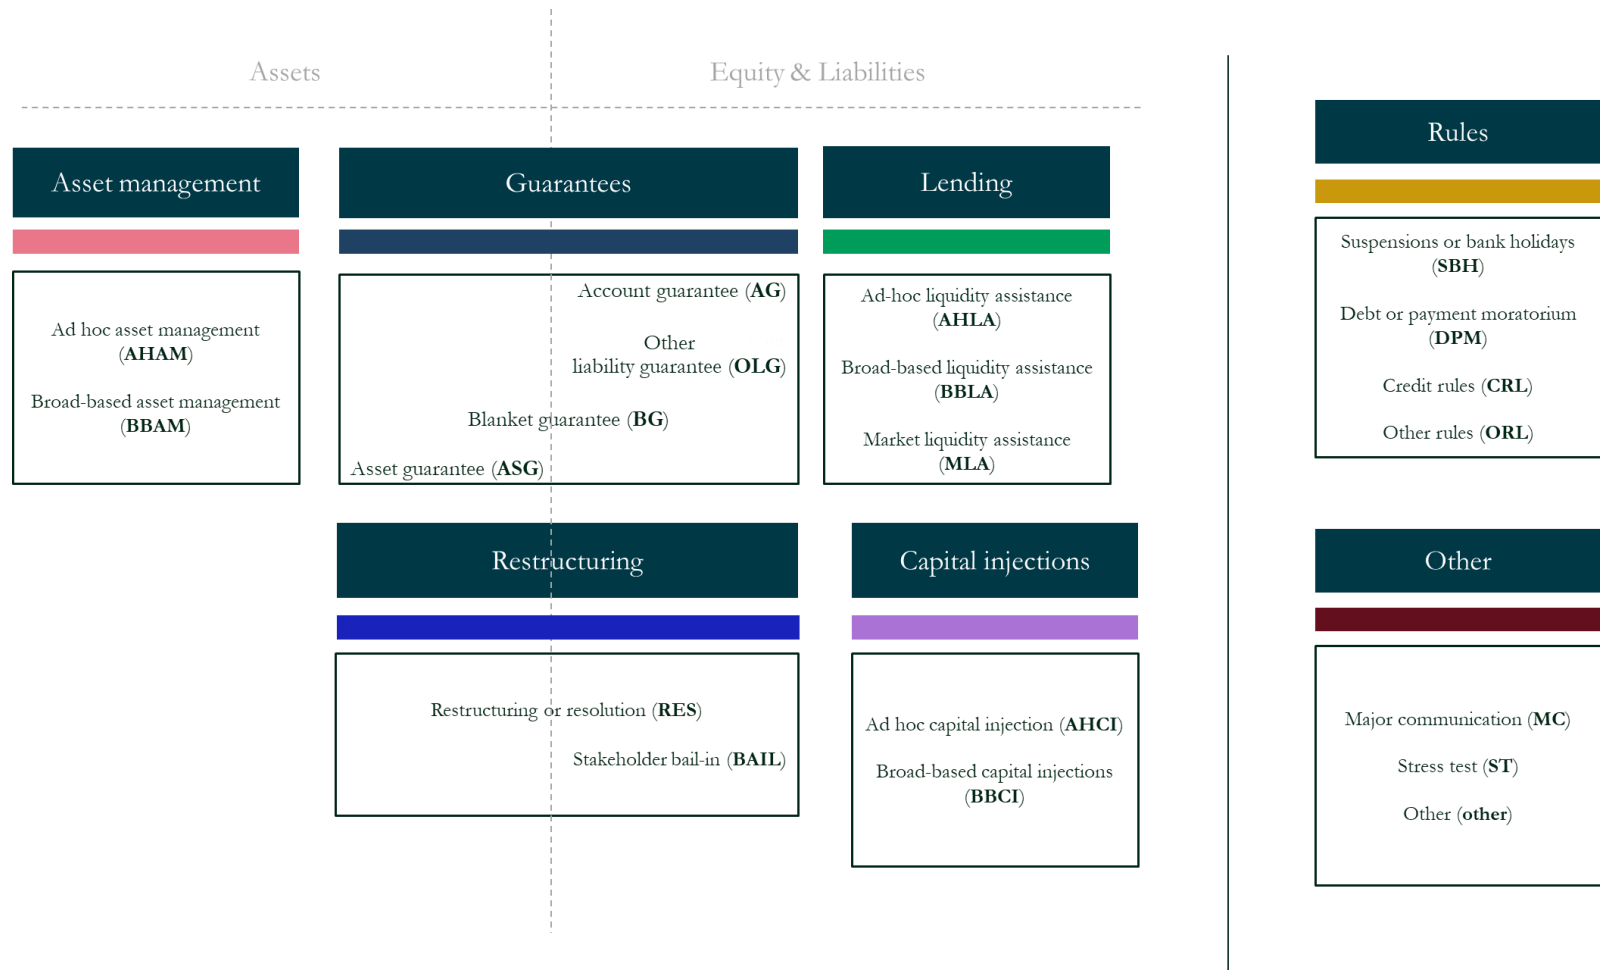 Assets
Equity & Liabilities
Asset management
Ad hoc asset management
(AHAM)
Broad-based asset management
(BBAM)
Guarantees
Account guarantee (AG)
Other
liability guarantee (OLG)
Blanket guarantee (BG)
Asset guarantee (ASG)
Lending
Ad-hoc liquidity assistance
(AHLA)
Broad-based liquidity assistance
(BBLA)
Market liquidity assistance
(MLA)
Restructuring
Restructuring or resolution (RES)
Stakeholder bail-in (BAIL)
Capital injections
Ad hoc capital injection (AHCI)
Broad-based capital injections
(BBCI)
Rules
Suspensions or bank holidays
(SBH)
Debt or payment moratorium
(DPM)
Credit rules (CRL)
Other rules (ORL)
Other
Major communication (MC)
Stress test (ST)
Other (other)